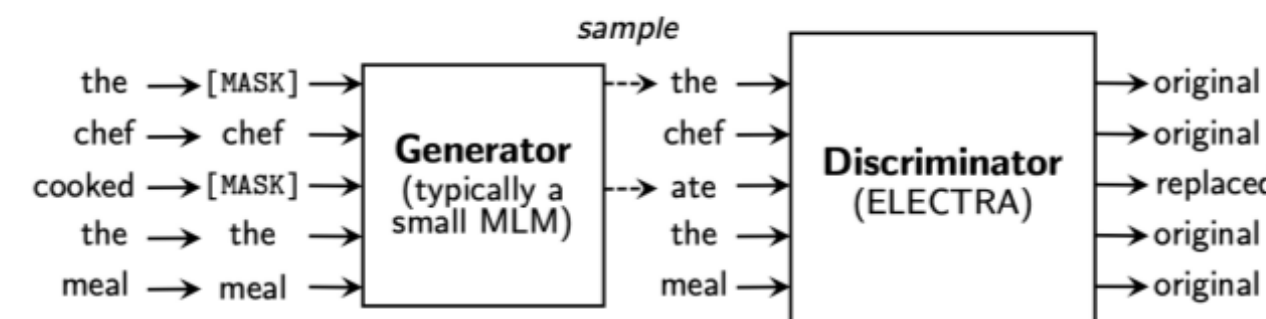 sample
the [MASK] the original
chef chef chef original
cooked [MASK] ate replaced
the the the original
meal meal meal original
Generator
(typically a
small MLM)
Discriminator
(ELECTRA)